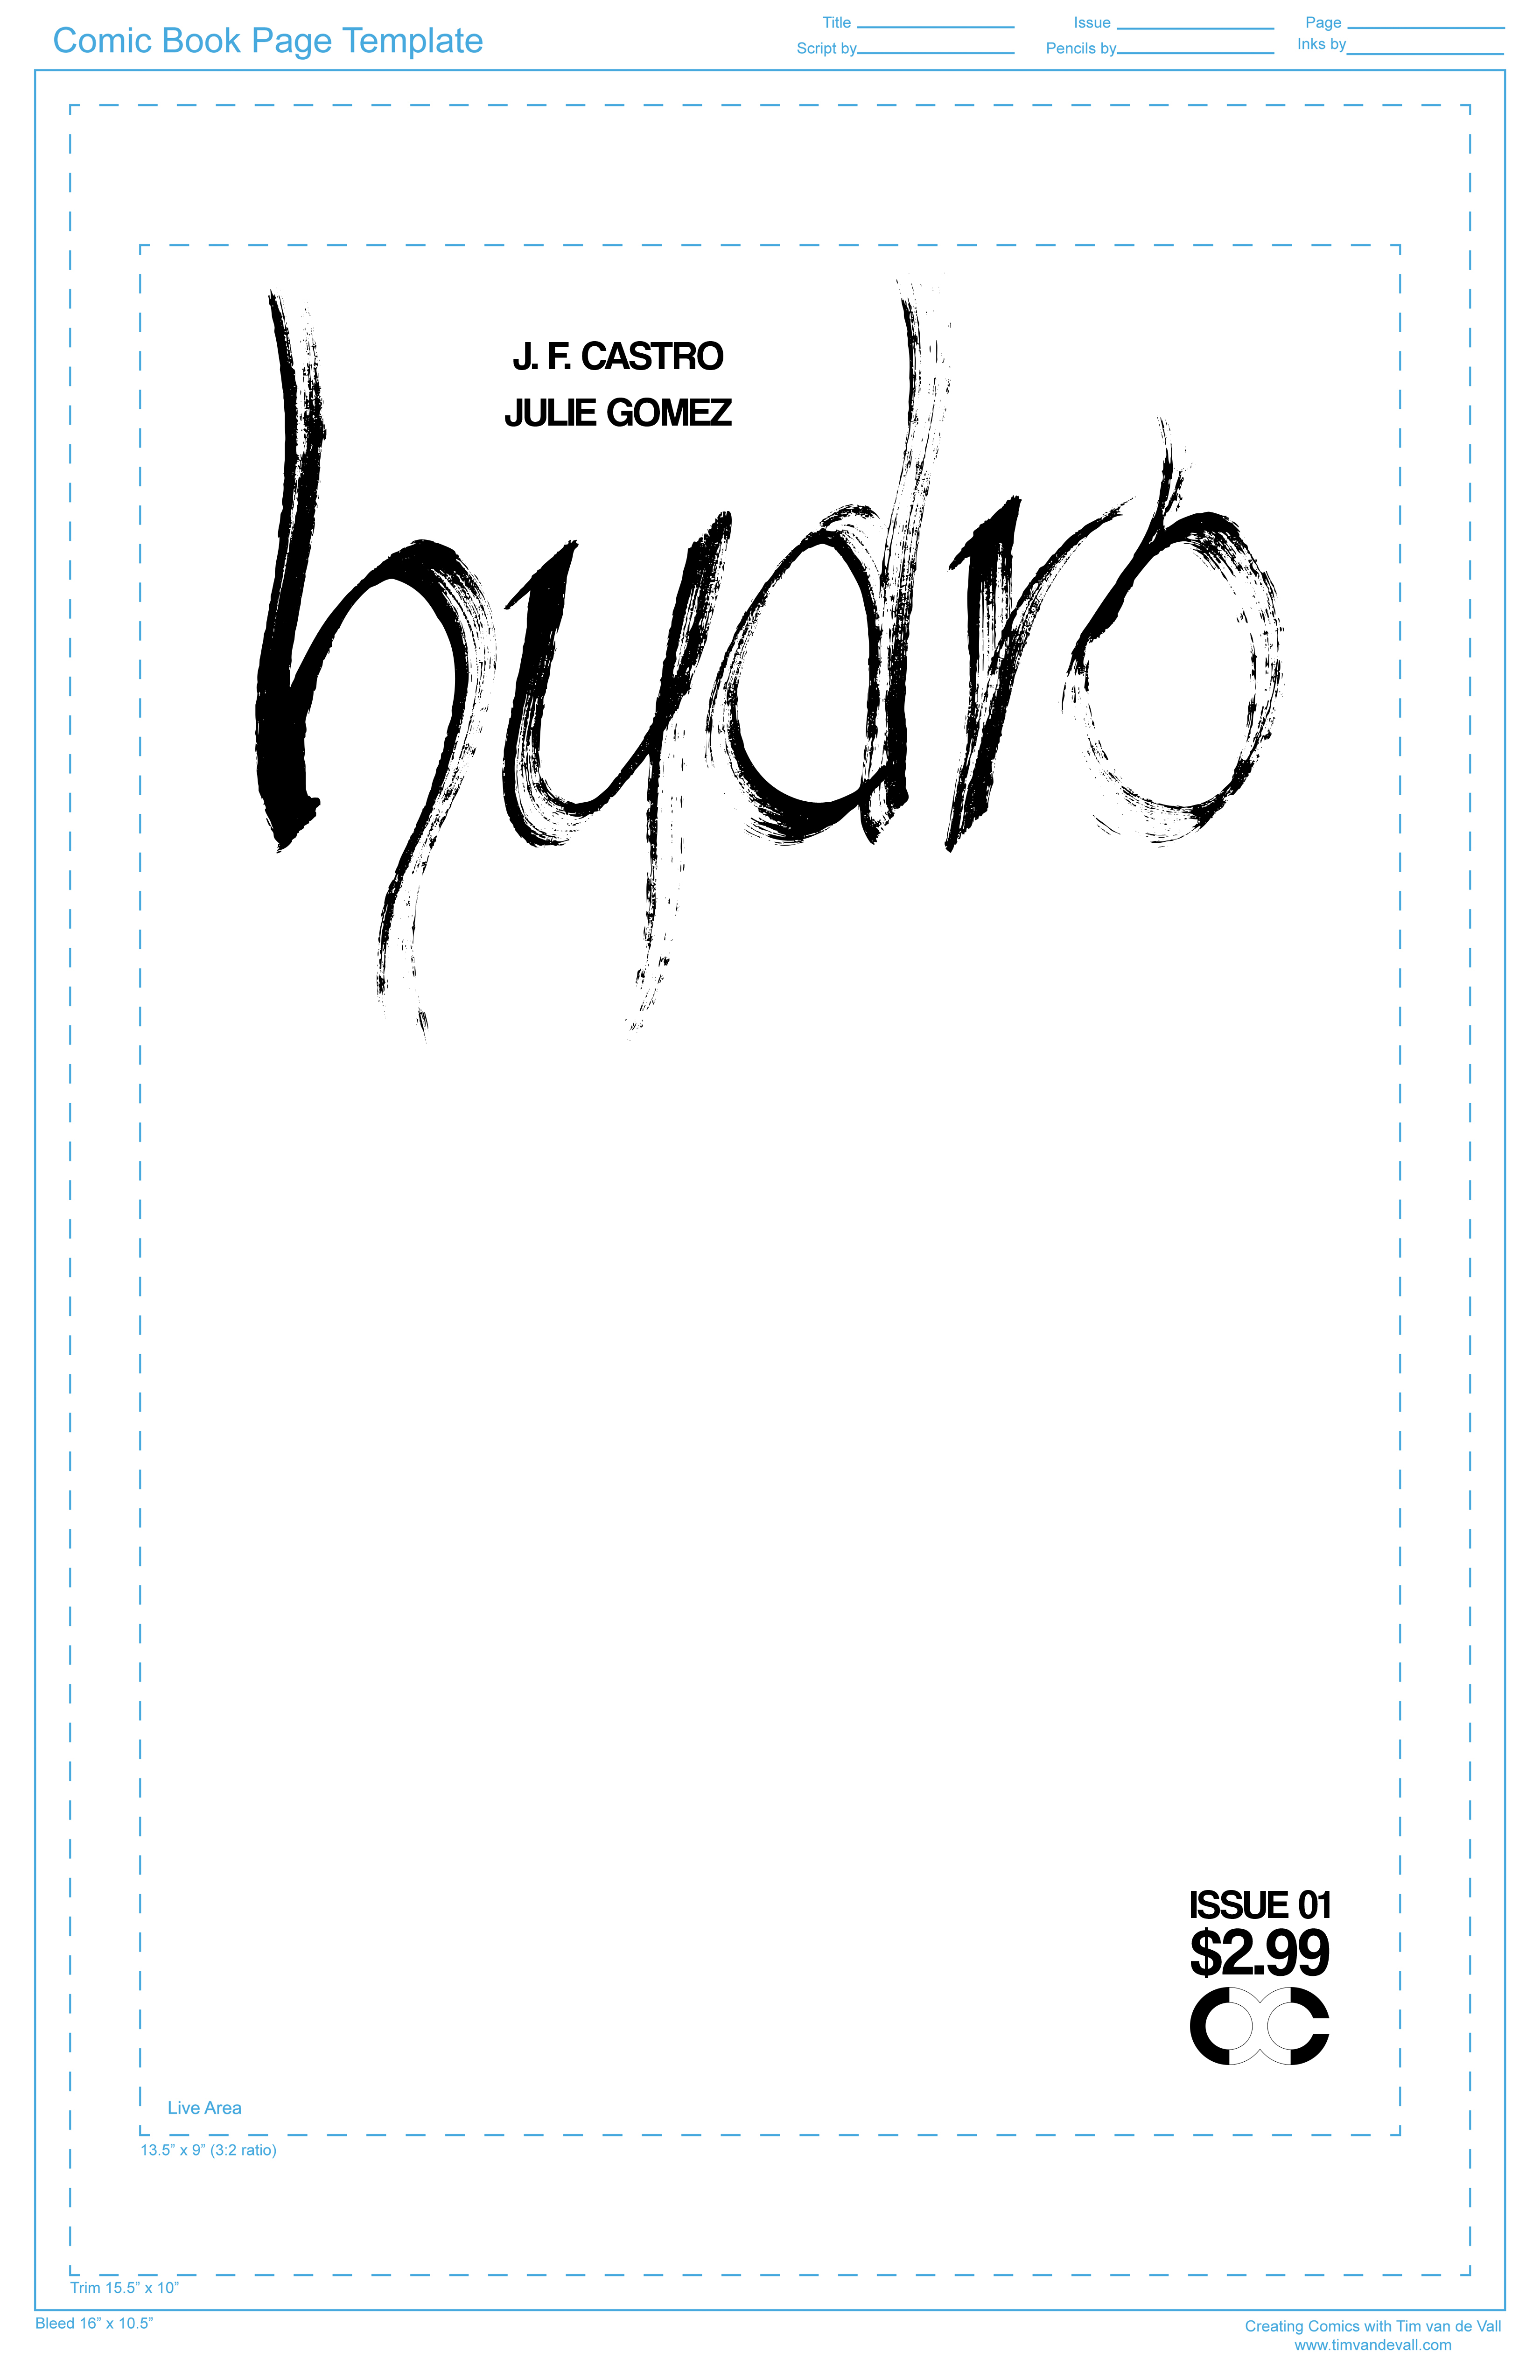 Comic Book Page Template
Title Issue Page
Script by Pencils by Inks by
J. F. CASTRO
JULIE GOMEZ
hydro
ISSUE 01
$2.99
OC
Live Area
13.5” x 9” (3:2 ratio)
Trim 15.5” x 10”
Bleed 16” x 10.5”
Creating Comics with Tim van de Vall
www.timvandevall.com